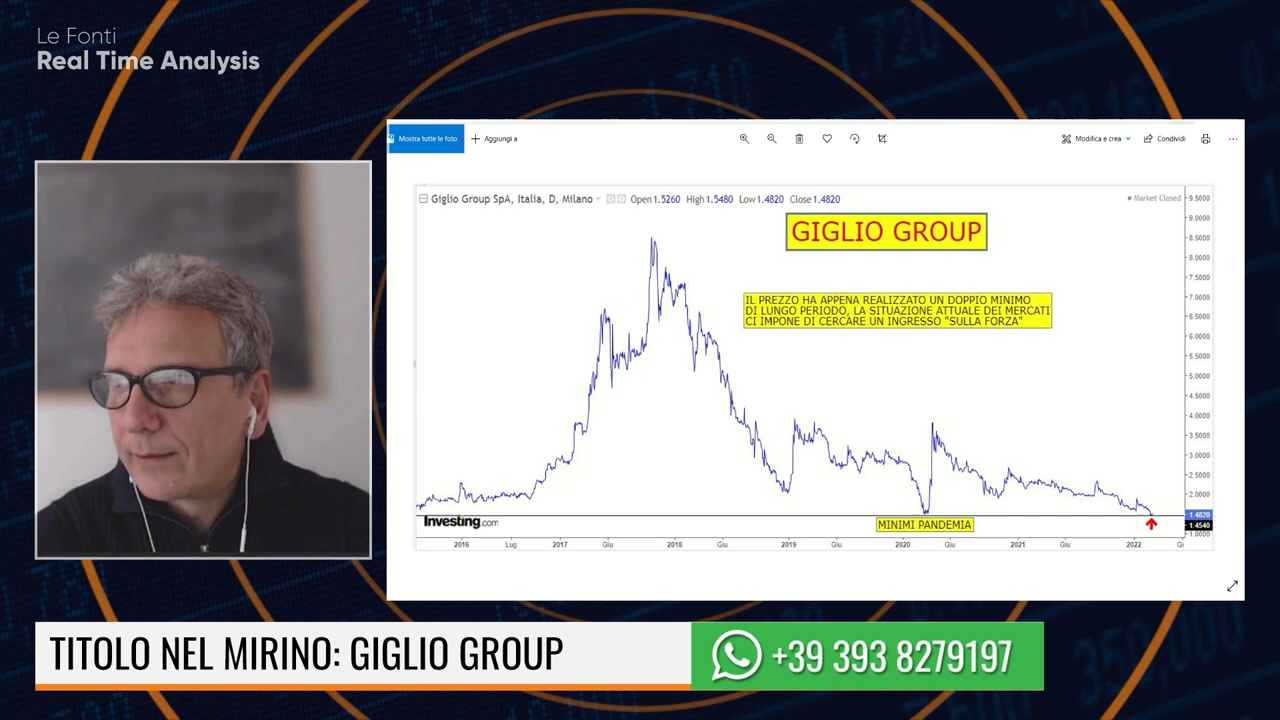 Le Fonti
Real Time Analysis
Mostra tutte le foto
Aggiungi a
Modifica e crea
Condividi
Giglio Group SpA, Italia, D, Milano
Open 1.5260 High 1.5480 Low 1.4820 Close 1.4820
Market Closed
GIGLIO GROUP
IL PREZZO HA APPENA REALIZZATO UN DOPPIO MINIMO
DI LUNGO PERIODO, LA SITUAZIONE ATTUALE DEI MERCATI
CI IMPONE DI CERCARE UN INGRESSO "SULLA FORZA"
9.5000
9.0000
8.5000
8.0000
7.5000
7.0000
6.5000
6.0000
5.5000
5.0000
4.5000
4.0000
3.5000
3.0000
2.5000
2.0000
1.4820
1.4540
1.0000
Investing.com
MINIMI PANDEMIA
2016 Lug 2017 Giu 2018 Giu 2019 Giu 2020 Giu 2021 Giu 2022 Gi
TITOLO NEL MIRINO: GIGLIO GROUP
+39 393 8279197